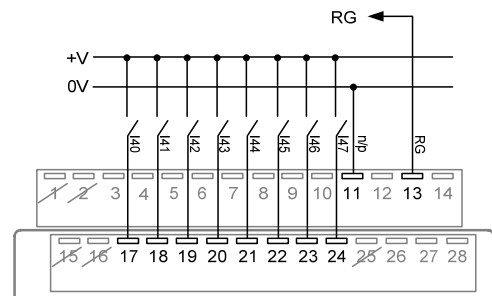 RG
+V
0V
I40 I41 I42 I43 I44 I45 I46 I47 n/p RG
1 2 3 4 5 6 7 8 9 10 11 12 13 14
15 16 17 18 19 20 21 22 23 24 25 26 27 28